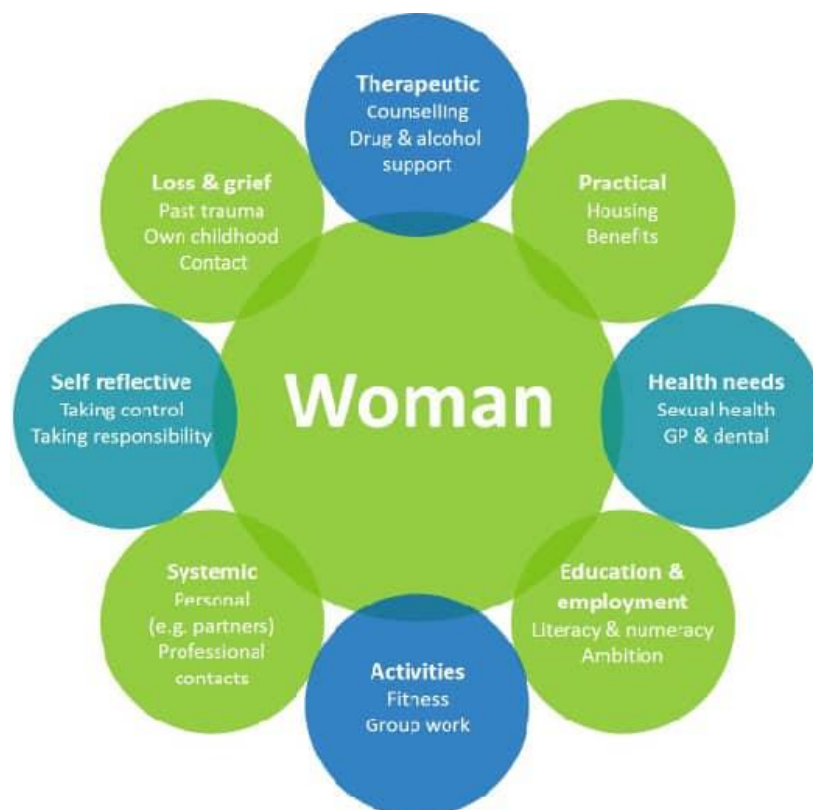 Therapeutic
Counselling
Drug & alcohol
support
Practical
Housing
Benefits
Health needs
Sexual health
GP & dental
Education &
employment
Literacy & numeracy
Ambition
Activities
Fitness
Group work
Systemic
Personal
(e.g. partners)
Professional
contacts
Self reflective
Taking control
Taking responsibility
Loss & grief
Past trauma
Own childhood
Contact
Woman